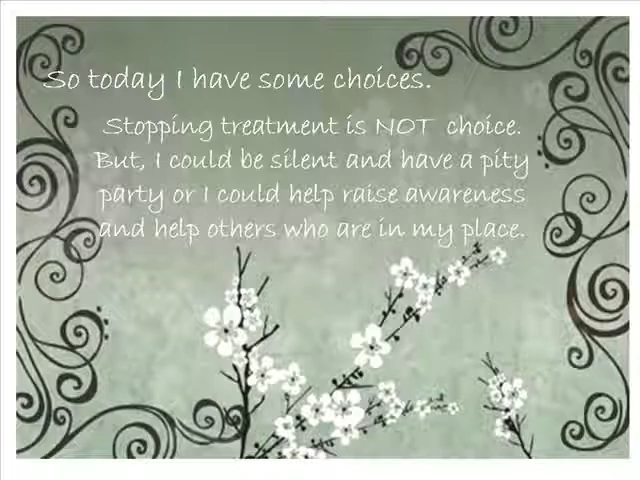 So today I have some choices.
Stopping treatment is NOT choice.
But, I could be silent and have a pity
party or I could help raise awareness
and help others who are in my place.